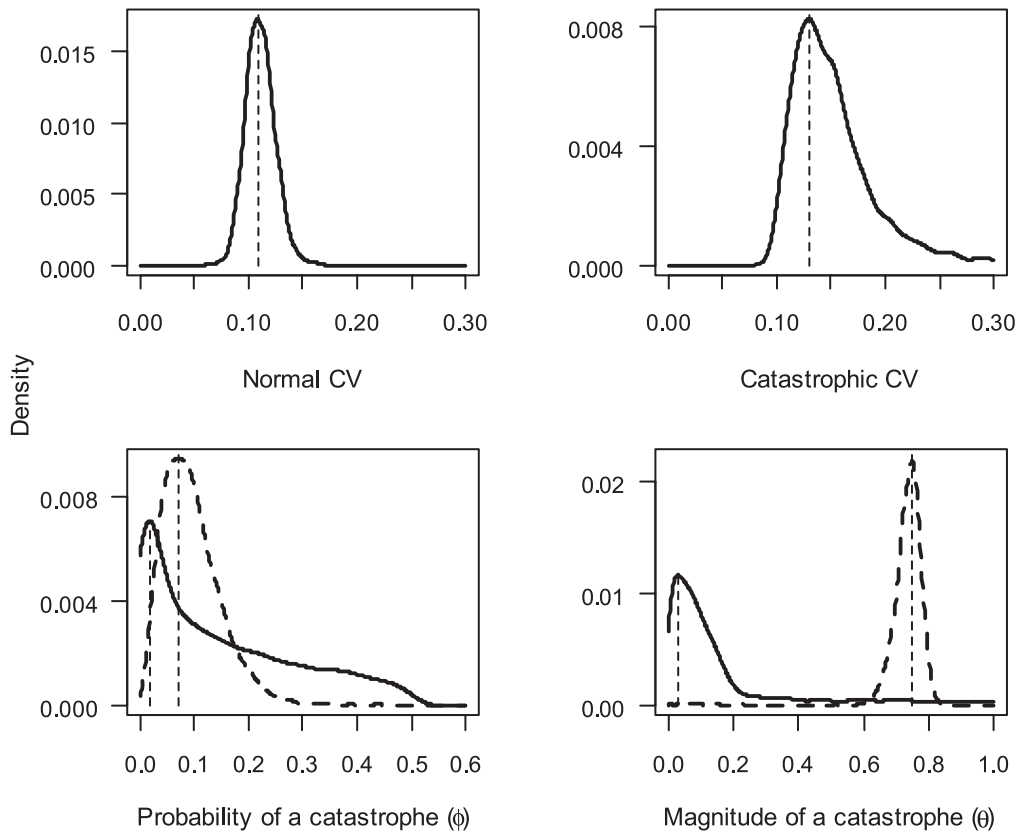 0.015
0.010
0.005
0.000
0.00 0.10 0.20 0.30
Normal CV
0.008
0.004
0.000
0.00 0.10 0.20 0.30
Catastrophic CV
Density
0.008
0.004
0.000
0.0 0.1 0.2 0.3 0.4 0.5 0.6
Probability of a catastrophe (ϕ)
0.02
0.01
0.00
0.0 0.2 0.4 0.6 0.8 1.0
Magnitude of a catastrophe (θ)